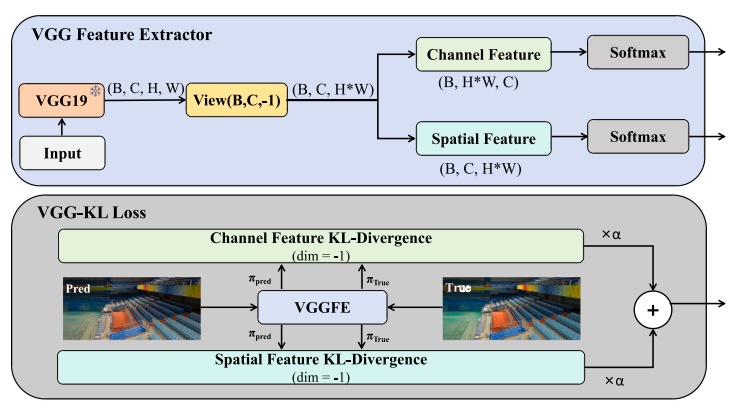 VGG Feature Extractor
VGG19
(B, C, H, W)
View(B,C,-1)
(B, C, H*W)
Channel Feature
(B, H*W, C)
Softmax
Input
Spatial Feature
(B, C, H*W)
Softmax
VGG-KL Loss
Channel Feature KL-Divergence
(dim = -1)
×α
π_pred
π_True
Pred
VGGFE
True
+
π_pred
π_True
Spatial Feature KL-Divergence
(dim = -1)
×α